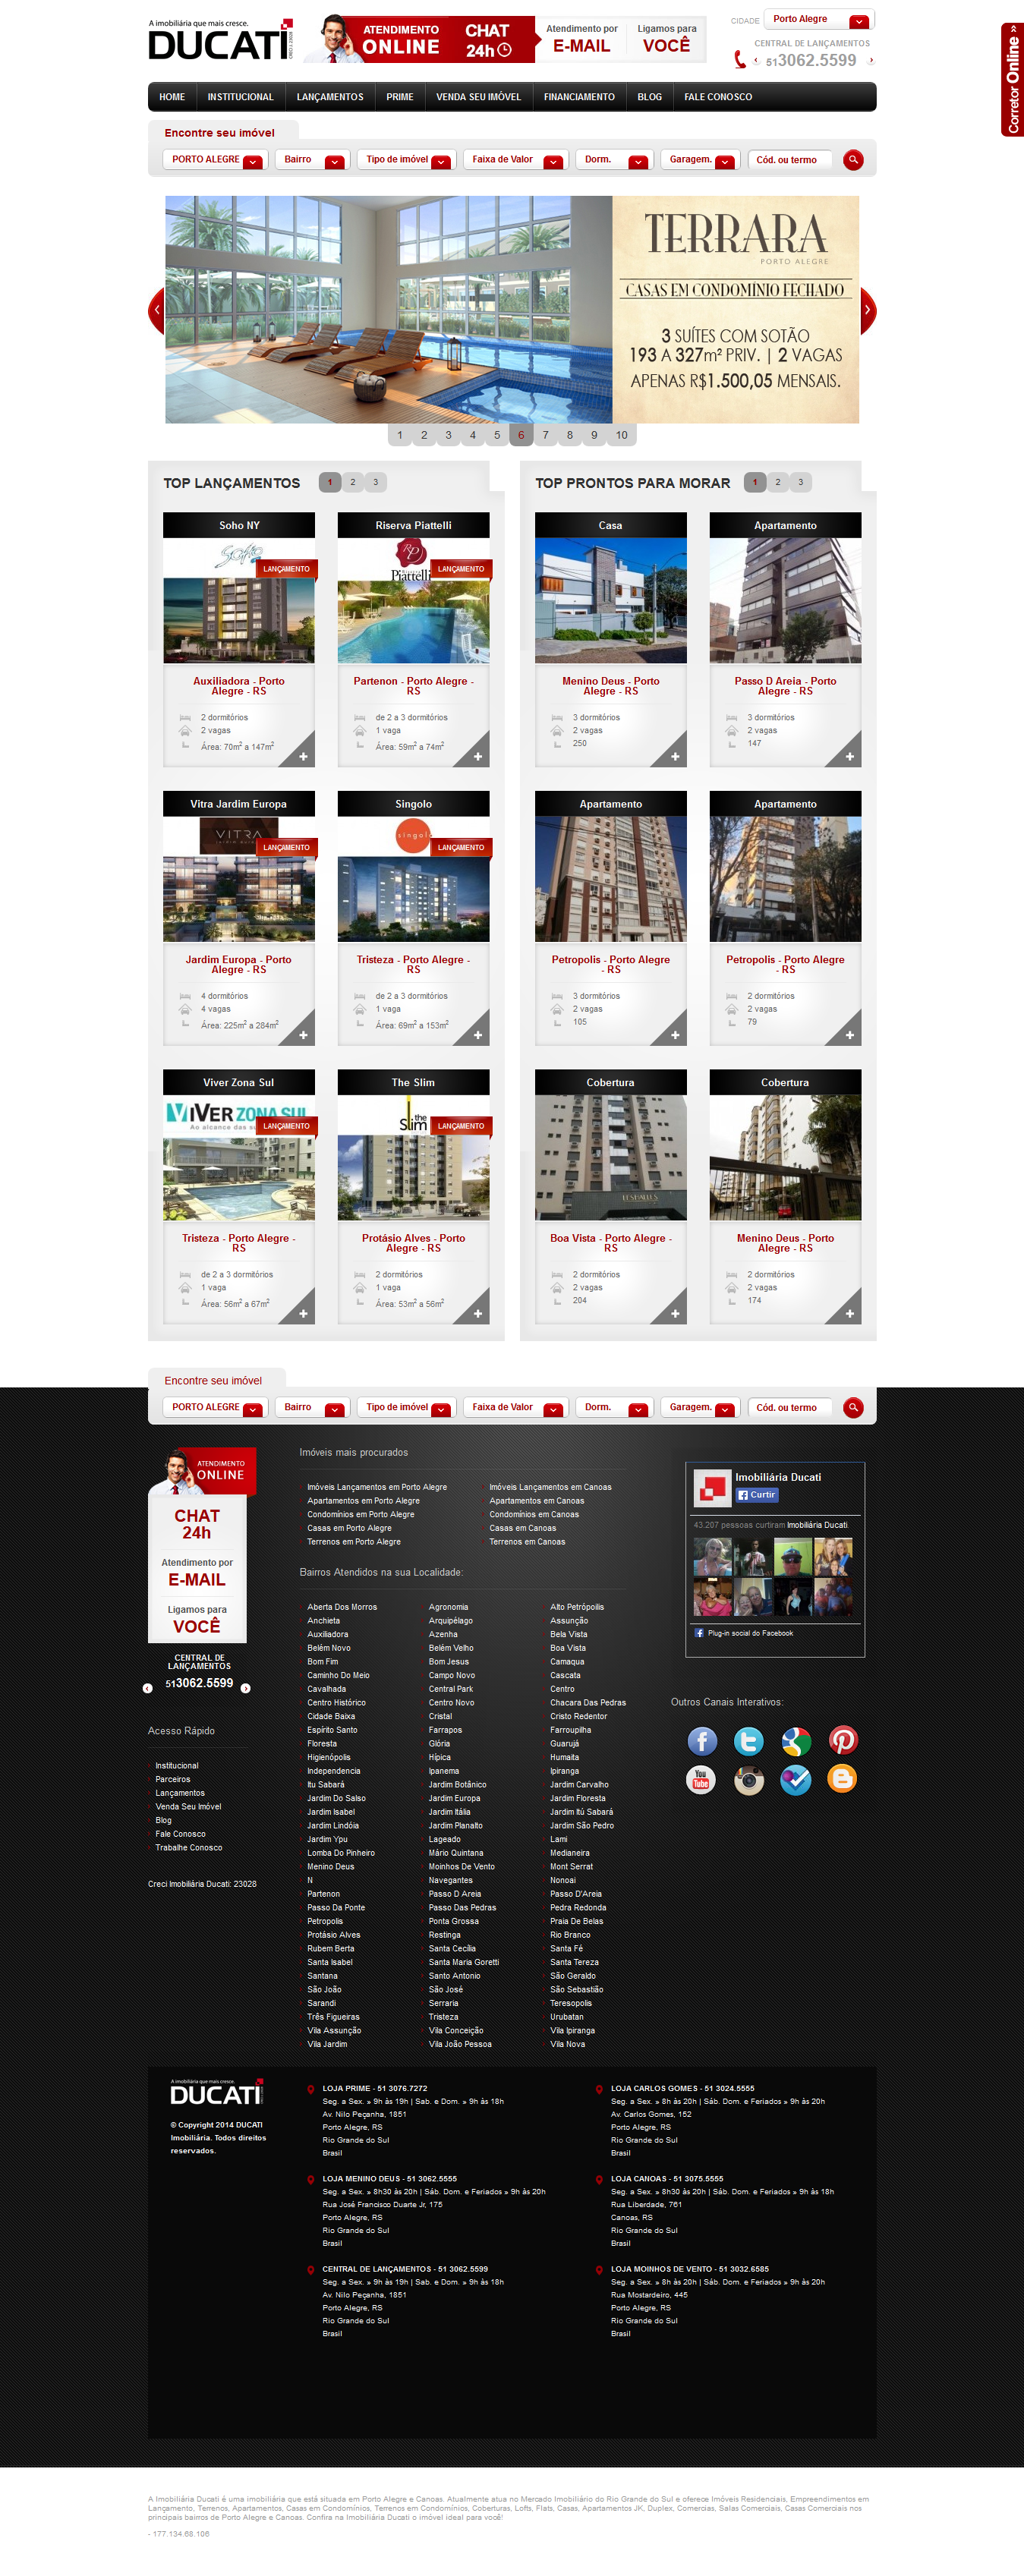 A imobiliária que mais cresce.
DUCATI
ATENDIMENTO
ONLINE
CHAT
24h
Atendimento por
E-MAIL
Ligamos para
VOCÊ
CIDADE
Porto Alegre
CENTRAL DE LANÇAMENTOS
513062.5599
Corretor Online
HOME
INSTITUCIONAL
LANÇAMENTOS
PRIME
VENDA SEU IMÓVEL
FINANCIAMENTO
BLOG
FALE CONOSCO
Encontre seu imóvel
PORTO ALEGRE
Bairro
Tipo de imóvel
Faixa de Valor
Dorm.
Garagem.
Cód. ou termo
TERRARA
PORTO ALEGRE
CASAS EM CONDOMÍNIO FECHADO
3 SUÍTES COM SOTÃO
193 A 327m² PRIV. | 2 VAGAS
APENAS R$1.500,05 MENSAIS.
1 2 3 4 5 6 7 8 9 10
TOP LANÇAMENTOS
1 2 3
Soho NY
LANÇAMENTO
Auxiliadora - Porto
Alegre - RS
2 dormitórios
2 vagas
Área: 70m² a 147m²
Riserva Piattelli
RP
Piattelli
LANÇAMENTO
Partenon - Porto Alegre -
RS
de 2 a 3 dormitórios
1 vaga
Área: 59m² a 74m²
Vitra Jardim Europa
VITRA
LANÇAMENTO
Jardim Europa - Porto
Alegre - RS
4 dormitórios
4 vagas
Área: 225m² a 284m²
Singolo
singolo
LANÇAMENTO
Tristeza - Porto Alegre -
RS
de 2 a 3 dormitórios
1 vaga
Área: 69m² a 153m²
Viver Zona Sul
VIVER ZONA SUL
Ao alcance das su
LANÇAMENTO
Tristeza - Porto Alegre -
RS
de 2 a 3 dormitórios
1 vaga
Área: 56m² a 67m²
The Slim
the
Slim
LANÇAMENTO
Protásio Alves - Porto
Alegre - RS
2 dormitórios
1 vaga
Área: 53m² a 56m²
TOP PRONTOS PARA MORAR
1 2 3
Casa
Menino Deus - Porto
Alegre - RS
3 dormitórios
2 vagas
250
Apartamento
Passo D Areia - Porto
Alegre - RS
3 dormitórios
2 vagas
147
Apartamento
Petropolis - Porto Alegre
- RS
3 dormitórios
2 vagas
105
Apartamento
Petropolis - Porto Alegre
- RS
2 dormitórios
2 vagas
79
Cobertura
Boa Vista - Porto Alegre -
RS
2 dormitórios
2 vagas
204
Cobertura
Menino Deus - Porto
Alegre - RS
2 dormitórios
2 vagas
174
Encontre seu imóvel
PORTO ALEGRE
Bairro
Tipo de imóvel
Faixa de Valor
Dorm.
Garagem.
Cód. ou termo
ATENDIMENTO
ONLINE
CHAT
24h
Atendimento por
E-MAIL
Ligamos para
VOCÊ
CENTRAL DE
LANÇAMENTOS
513062.5599
Acesso Rápido
Institucional
Parceiros
Lançamentos
Venda Seu Imóvel
Blog
Fale Conosco
Trabalhe Conosco
Creci Imobiliária Ducati: 23028
Imóveis mais procurados
Imóveis Lançamentos em Porto Alegre
Apartamentos em Porto Alegre
Condomínios em Porto Alegre
Casas em Porto Alegre
Terrenos em Porto Alegre
Imóveis Lançamentos em Canoas
Apartamentos em Canoas
Condomínios em Canoas
Casas em Canoas
Terrenos em Canoas
Bairros Atendidos na sua Localidade:
Aberta Dos Morros Agronomia Alto Petrópoilis
Anchieta Arquipélago Assunção
Auxiliadora Azenha Bela Vista
Belém Novo Belém Velho Boa Vista
Bom Fim Bom Jesus Camaqua
Caminho Do Meio Campo Novo Cascata
Cavalhada Central Park Centro
Centro Histórico Centro Novo Chacara Das Pedras
Cidade Baixa Cristal Cristo Redentor
Espírito Santo Farrapos Farroupilha
Floresta Glória Guarujá
Higienópolis Hípica Humaita
Independencia Ipanema Ipiranga
Itu Sabará Jardim Botânico Jardim Carvalho
Jardim Do Salso Jardim Europa Jardim Floresta
Jardim Isabel Jardim Itália Jardim Itú Sabará
Jardim Lindóia Jardim Planalto Jardim São Pedro
Jardim Ypu Lageado Lami
Lomba Do Pinheiro Mário Quintana Medianeira
Menino Deus Moinhos De Vento Mont Serrat
N Navegantes Nonoai
Partenon Passo D Areia Passo D'Areia
Passo Da Ponte Passo Das Pedras Pedra Redonda
Petropolis Ponta Grossa Praia De Belas
Protásio Alves Restinga Rio Branco
Rubem Berta Santa Cecília Santa Fé
Santa Isabel Santa Maria Goretti Santa Tereza
Santana Santo Antonio São Geraldo
São João São José São Sebastião
Sarandi Serraria Teresopolis
Três Figueiras Tristeza Urubatan
Vila Assunção Vila Conceição Vila Ipiranga
Vila Jardim Vila João Pessoa Vila Nova
Imobiliária Ducati
Curtir
43.207 pessoas curtiram Imobiliária Ducati.
Plug-in social do Facebook
Outros Canais Interativos:
You
Tube
A imobiliária que mais cresce.
DUCATI
© Copyright 2014 DUCATI
Imobiliária. Todos direitos
reservados.
LOJA PRIME - 51 3076.7272
Seg. a Sex. » 9h às 19h | Sab. e Dom. » 9h às 18h
Av. Nilo Peçanha, 1851
Porto Alegre, RS
Rio Grande do Sul
Brasil
LOJA CARLOS GOMES - 51 3024.5555
Seg. a Sex. » 8h às 20h | Sáb. Dom. e Feriados » 9h às 20h
Av. Carlos Gomes, 152
Porto Alegre, RS
Rio Grande do Sul
Brasil
LOJA MENINO DEUS - 51 3062.5555
Seg. a Sex. » 8h30 às 20h | Sáb. Dom. e Feriados » 9h às 20h
Rua José Francisco Duarte Jr, 175
Porto Alegre, RS
Rio Grande do Sul
Brasil
LOJA CANOAS - 51 3075.5555
Seg. a Sex. » 8h30 às 20h | Sáb. Dom. e Feriados » 9h às 18h
Rua Liberdade, 761
Canoas, RS
Rio Grande do Sul
Brasil
CENTRAL DE LANÇAMENTOS - 51 3062.5599
Seg. a Sex. » 9h às 19h | Sab. e Dom. » 9h às 18h
Av. Nilo Peçanha, 1851
Porto Alegre, RS
Rio Grande do Sul
Brasil
LOJA MOINHOS DE VENTO - 51 3032.6585
Seg. a Sex. » 8h às 20h | Sáb. Dom. e Feriados » 9h às 20h
Rua Mostardeiro, 445
Porto Alegre, RS
Rio Grande do Sul
Brasil
A Imobiliária Ducati é uma imobiliária que está situada em Porto Alegre e Canoas. Atualmente atua no Mercado Imobiliário do Rio Grande do Sul e oferece Imóveis Residenciais, Empreendimentos em
Lançamento, Terrenos, Apartamentos, Casas em Condomínios, Terrenos em Condomínios, Coberturas, Lofts, Flats, Casas, Apartamentos JK, Duplex, Comercias, Salas Comerciais, Casas Comerciais nos
principais bairros de Porto Alegre e Canoas. Confira na Imobiliária Ducati o imóvel ideal para você!
- 177.134.68.106